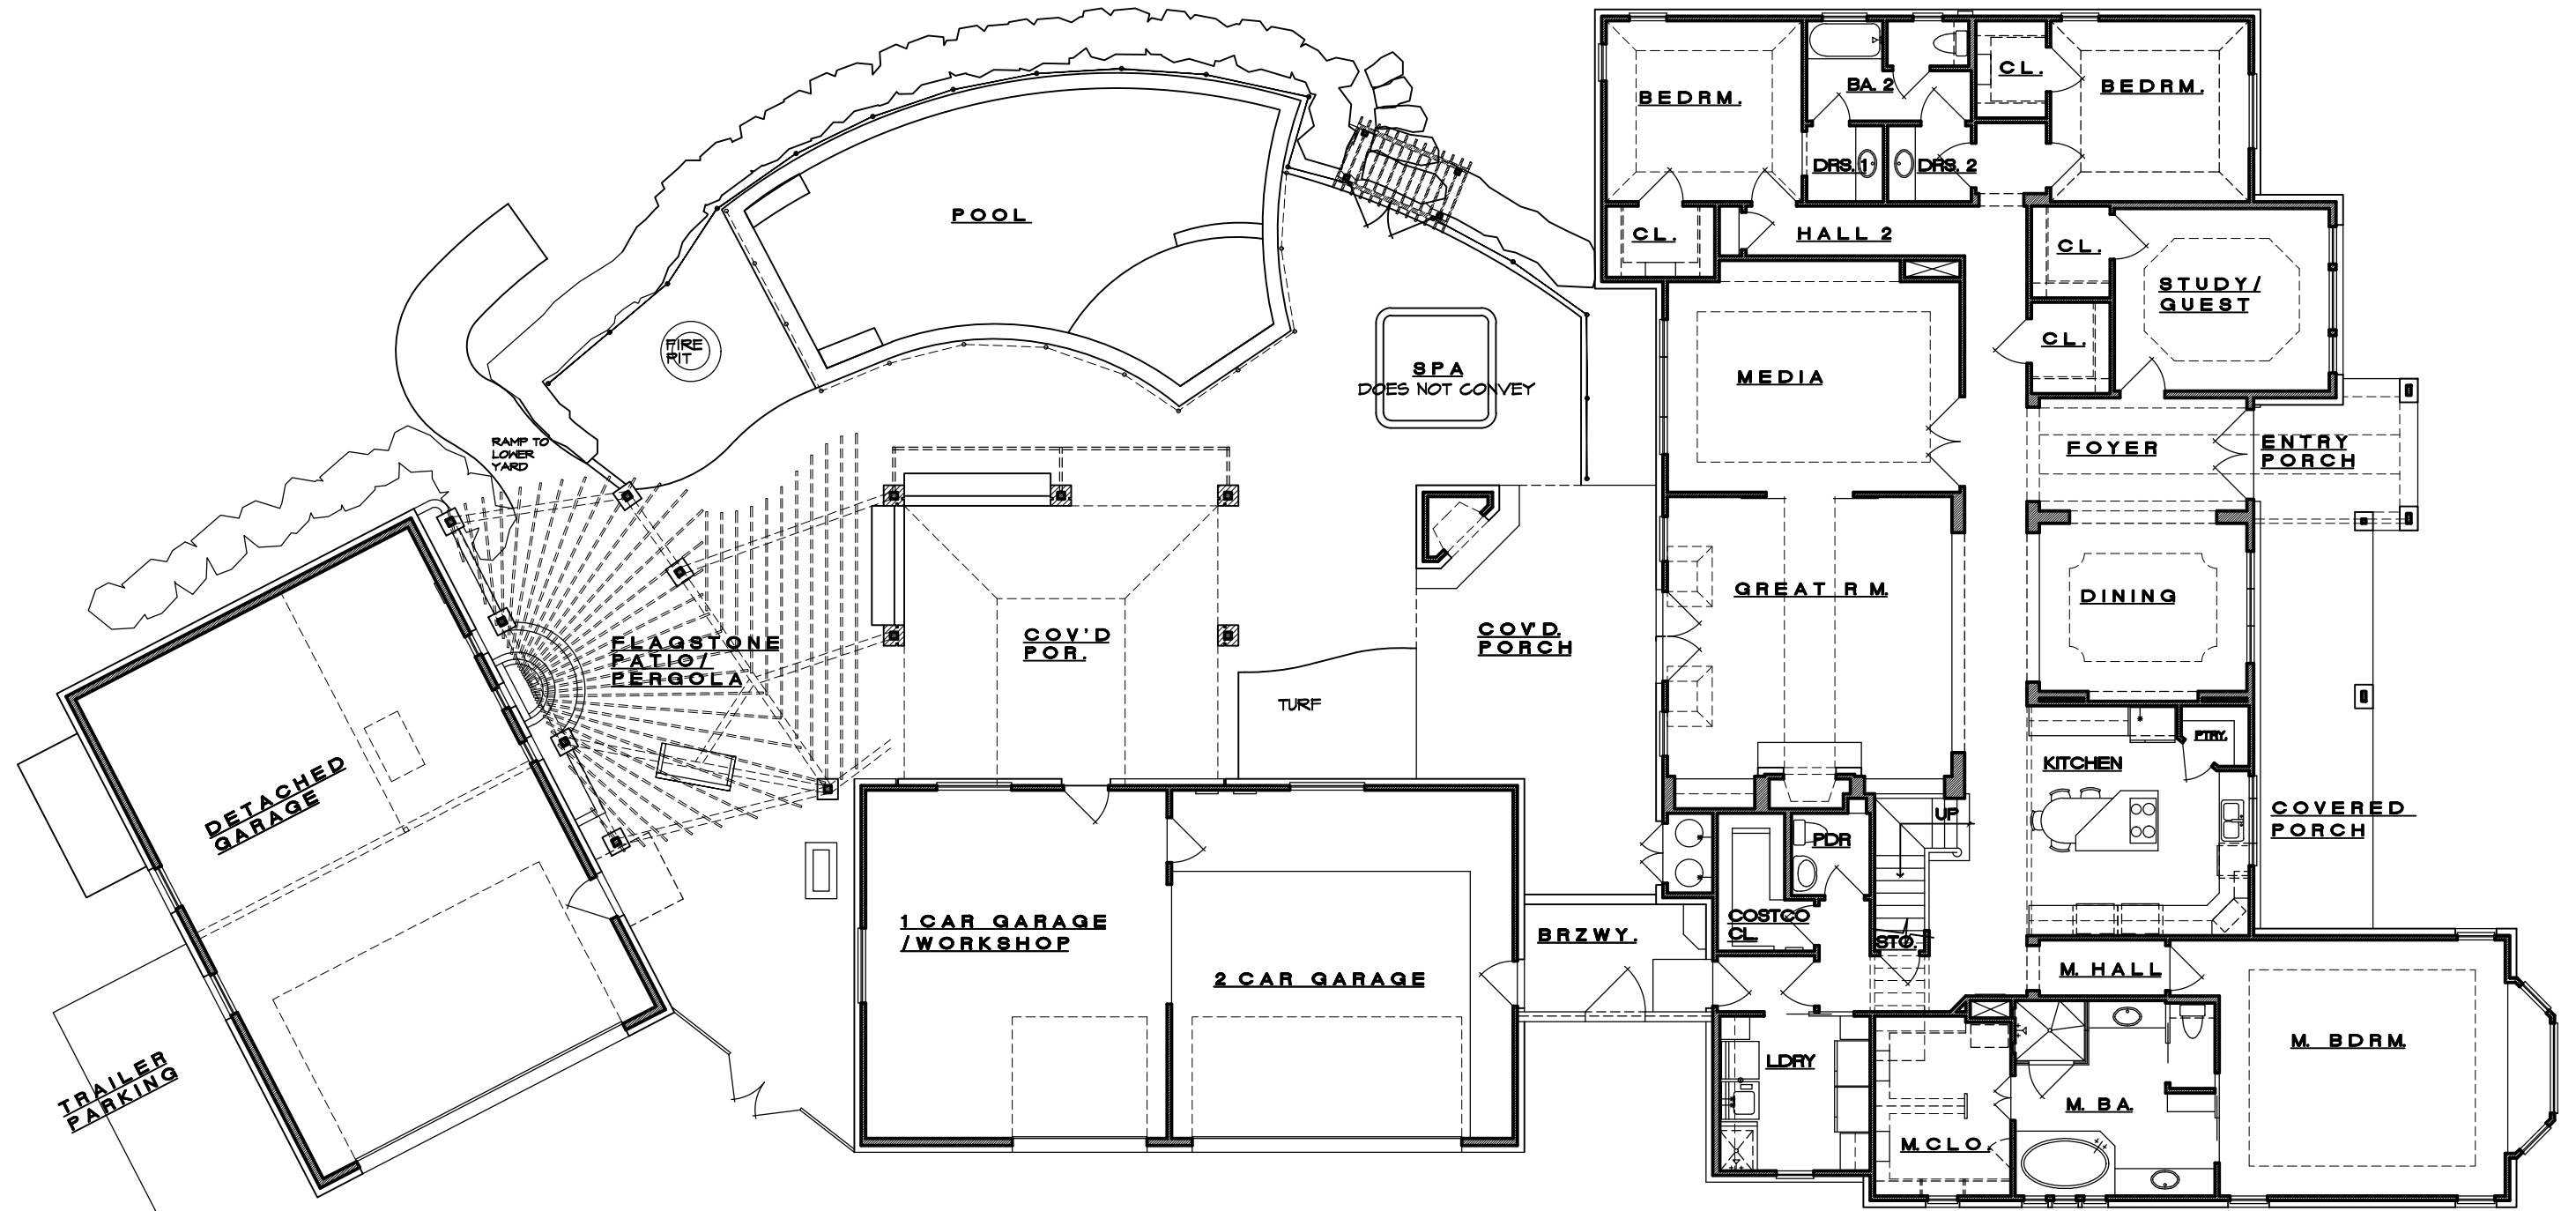 BEDRM.
BA. 2
CL.
BEDRM.
DRS. 1
DRS. 2
POOL
CL.
HALL 2
CL.
STUDY/
GUEST
FIRE
PIT
SPA
DOES NOT CONVEY
MEDIA
CL.
RAMP TO
LOWER
YARD
FOYER
ENTRY
PORCH
FLAGSTONE
PATIO/
PERGOLA
COV'D
POR.
COV'D.
PORCH
GREAT RM.
DINING
TURF
DETACHED
GARAGE
PTRY.
KITCHEN
UP
PDR
COVERED
PORCH
1 CAR GARAGE
/WORKSHOP
COSTCO
CL.
BRZWY.
STO.
2 CAR GARAGE
M. HALL
TRAILER
PARKING
LDRY
M. BDRM.
M. BA.
M.CLO.